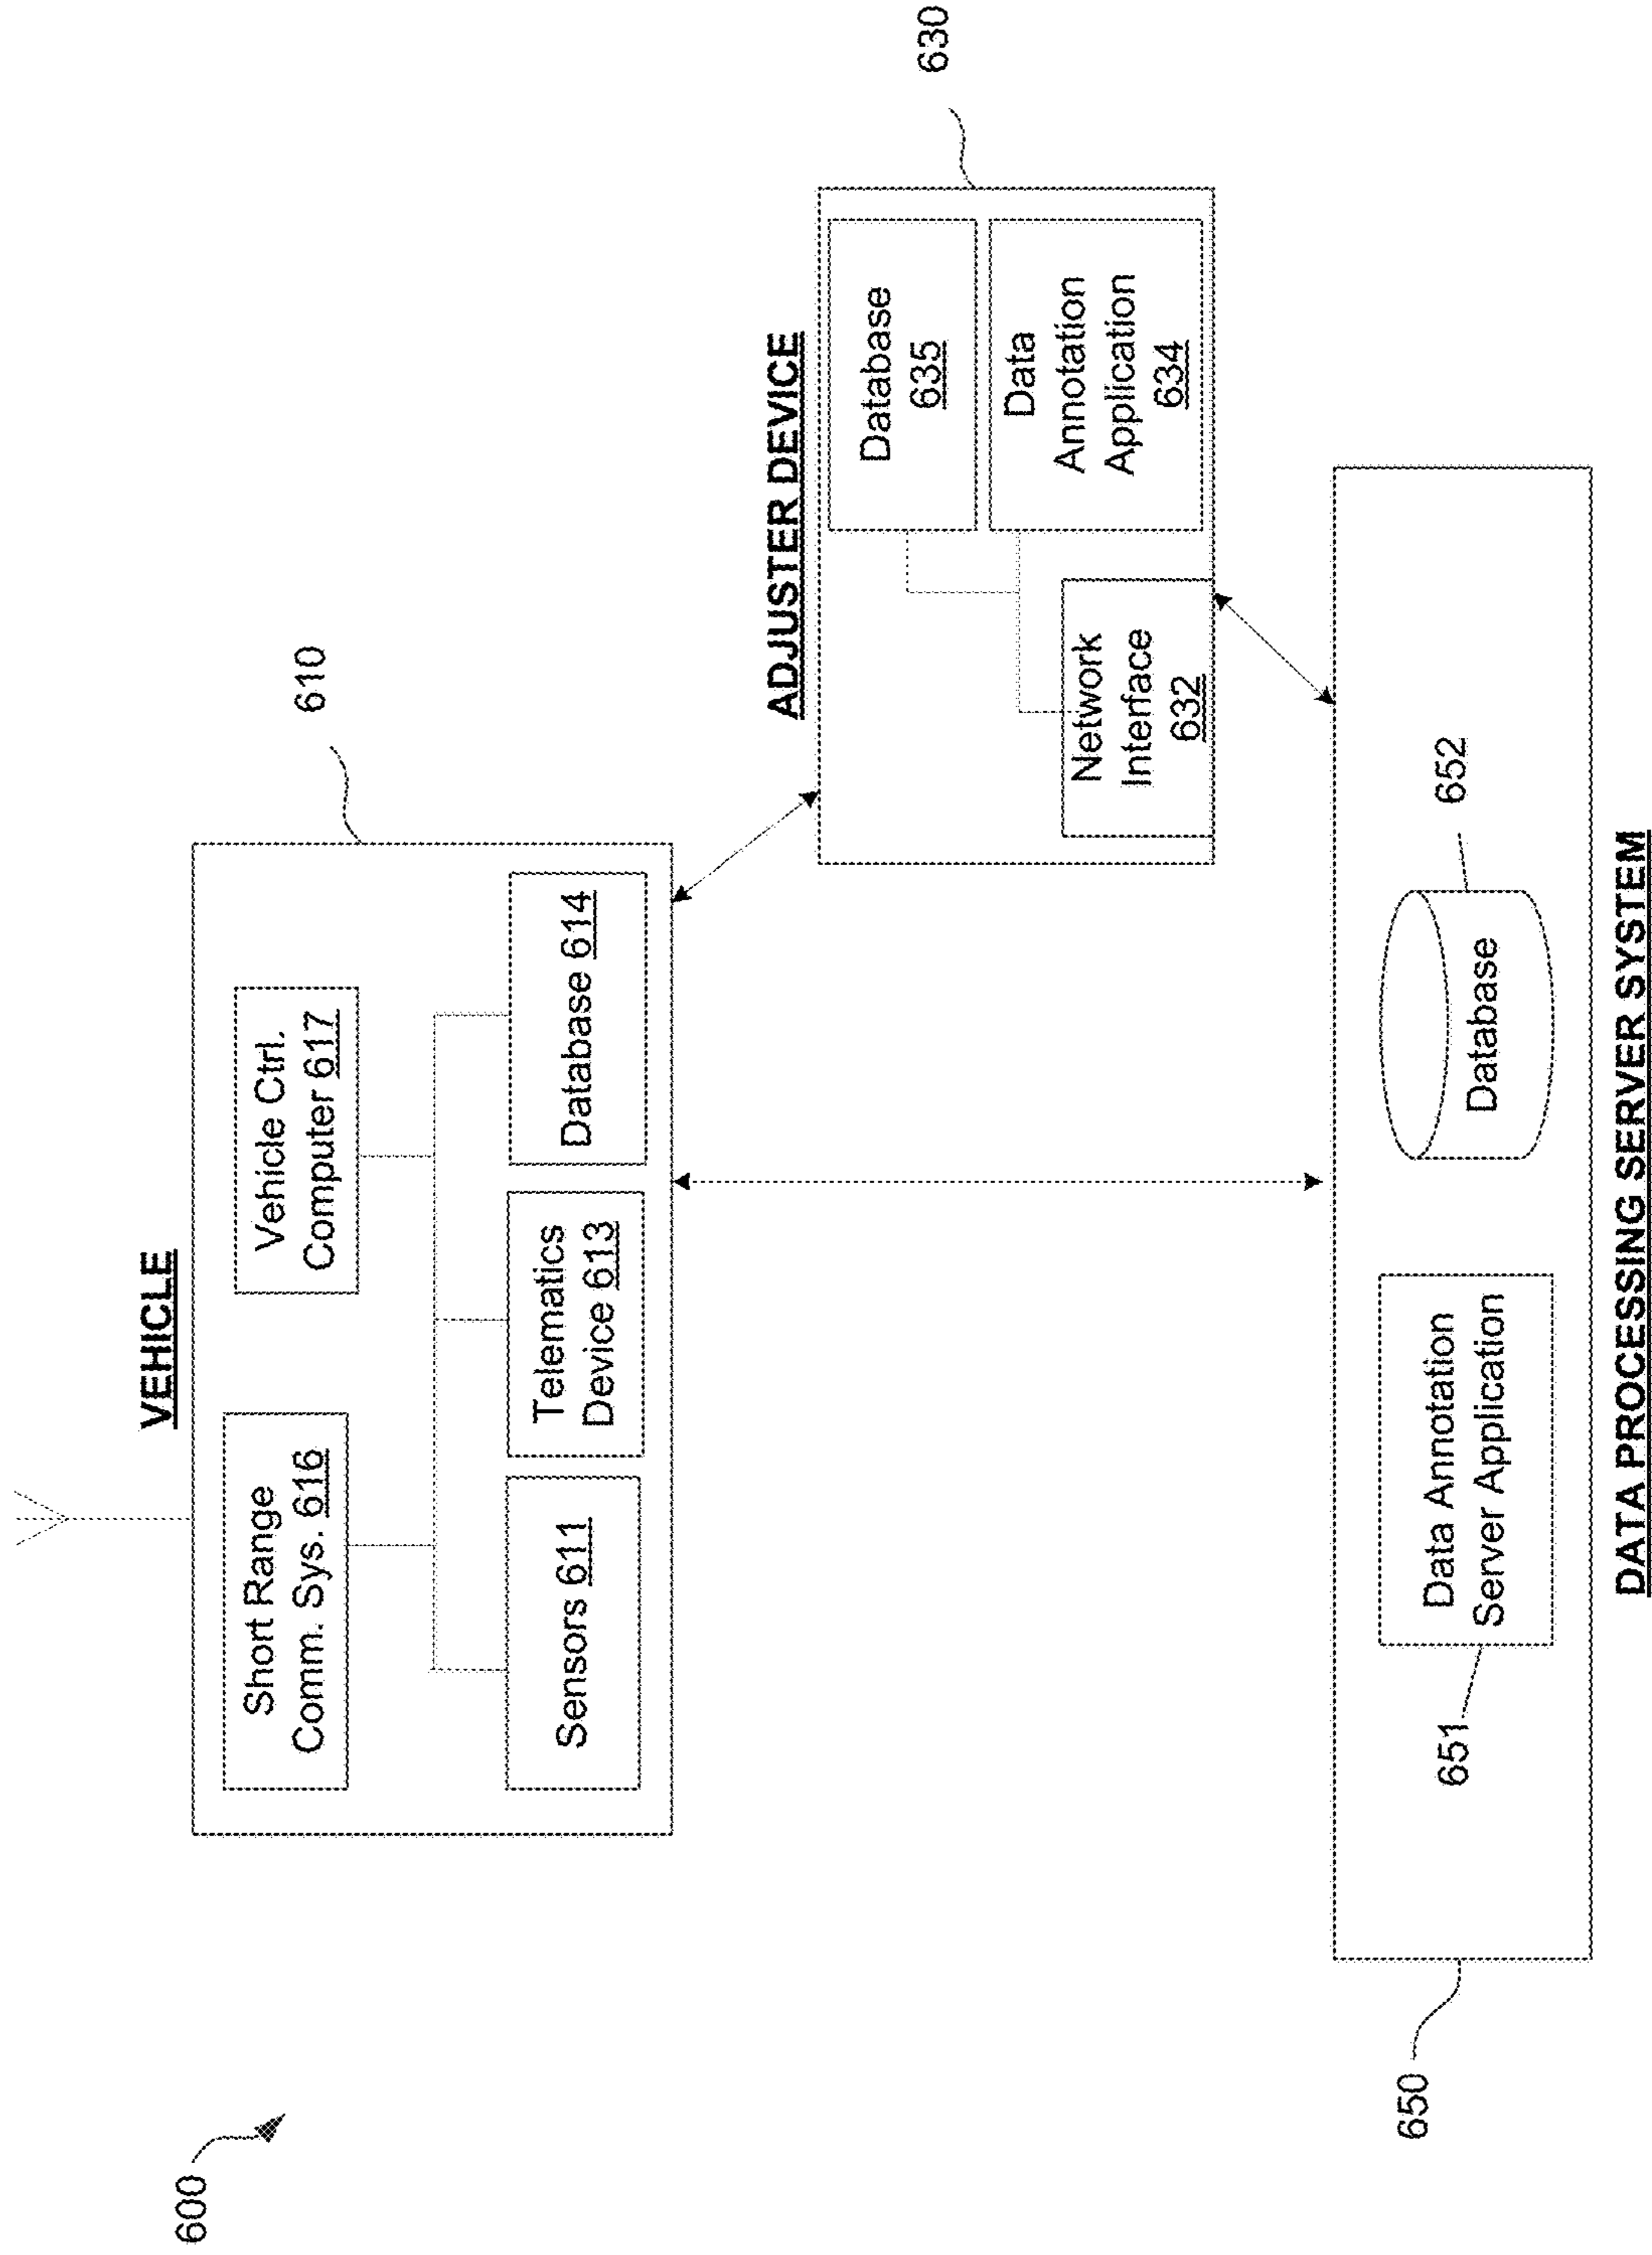 600
VEHICLE
610
Short Range
Comm. Sys. 616
Vehicle Ctrl.
Computer 617
Sensors 611
Telematics
Device 613
Database 614
ADJUSTER DEVICE
630
Database
635
Data
Annotation
Application
634
Network
Interface
632
650
651
Data Annotation
Server Application
Database
652
DATA PROCESSING SERVER SYSTEM